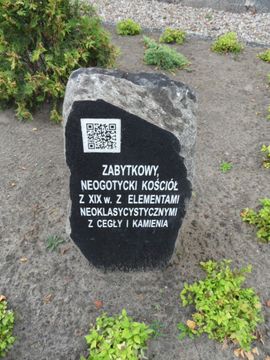 ZABYTKOWY,
NEOGOTYCKI KOŚCIÓŁ
Z XIX w. Z ELEMENTAMI
NEOKLASYCYSTYCZNYMI
Z CEGŁY I KAMIENIA